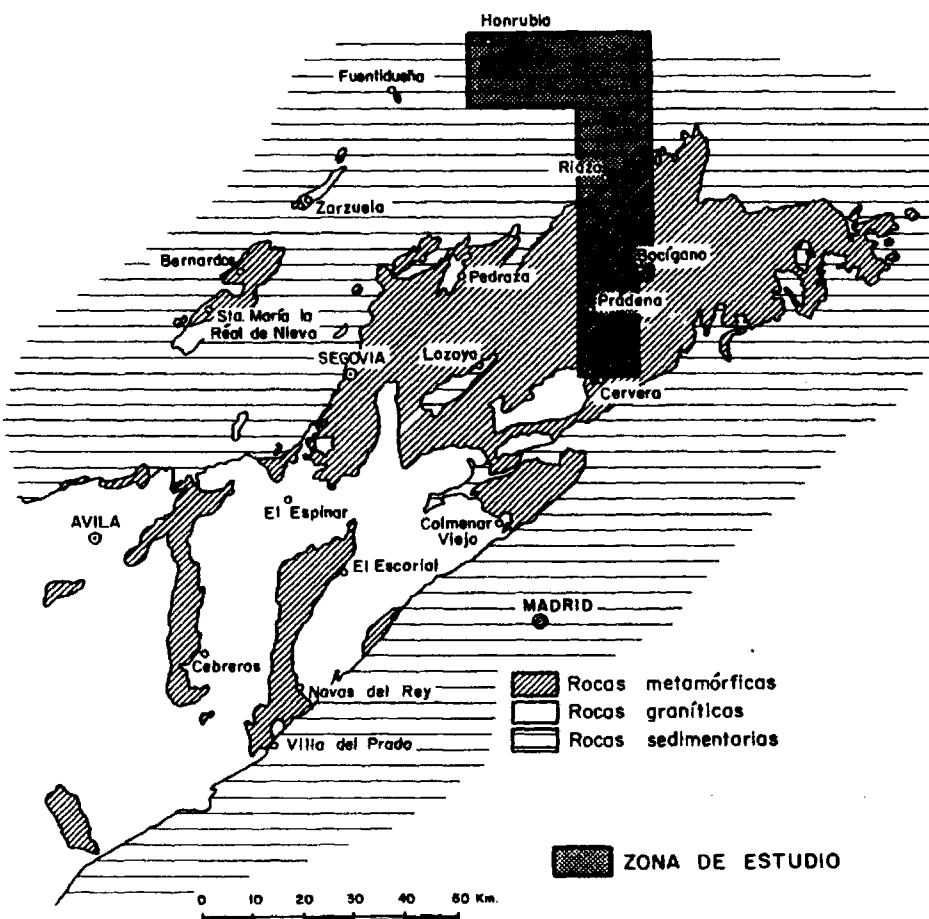 Honrubia
Fuentidueña
Riaza
Zarzuela
Bocígano
Bernardos
Pedraza
Prádena
Sta. María la
Real de Nieva
SEGOVIA
Lozoya
Cervera
El Espinar
AVILA
Colmenar
Viejo
El Escorial
MADRID
Cebreros
Navas del Rey
Villa del Prado
Rocas metamórficas
Rocas graníticas
Rocas sedimentarias
ZONA DE ESTUDIO
0 10 20 30 40 50 Km.